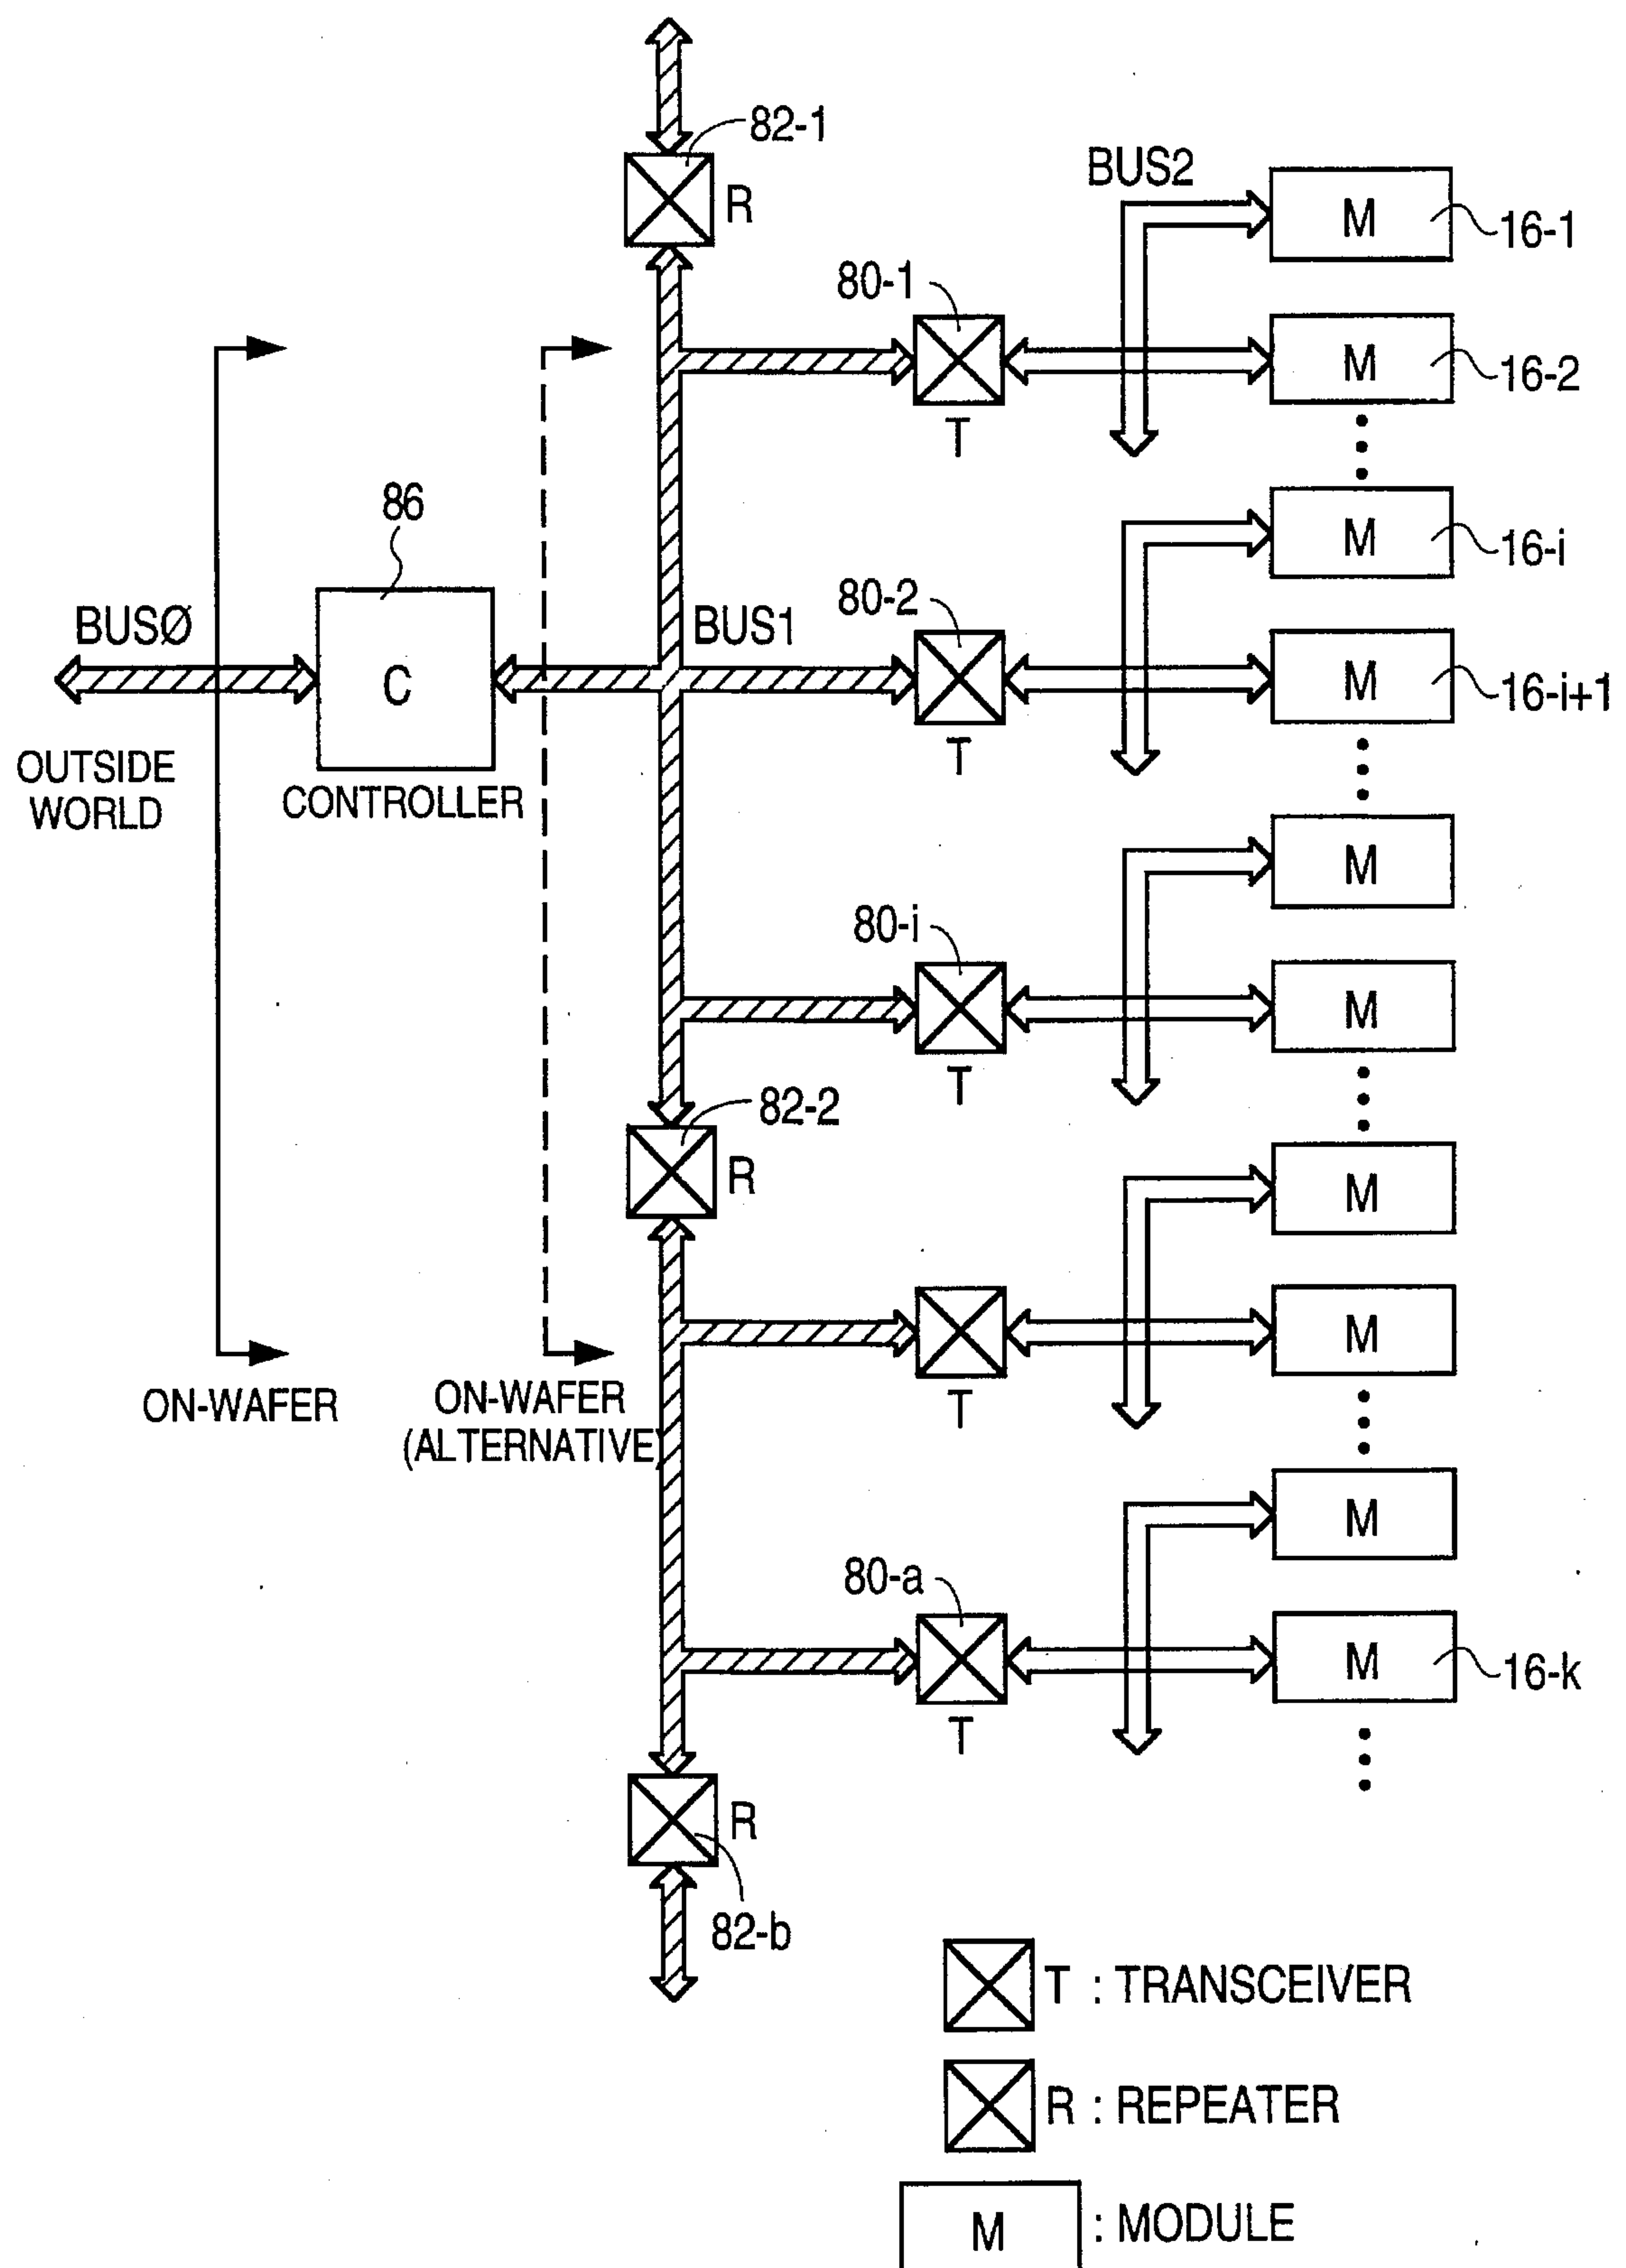 82-1
R
BUS2
M
16-1
80-1
T
M
16-2
M
16-i
86
BUSØ
C
OUTSIDE
WORLD
CONTROLLER
BUS1
80-2
T
M
16-i+1
M
80-i
T
M
82-2
R
M
ON-WAFER
ON-WAFER
(ALTERNATIVE)
T
M
M
80-a
T
M
16-k
R
82-b
T : TRANSCEIVER
R : REPEATER
M : MODULE